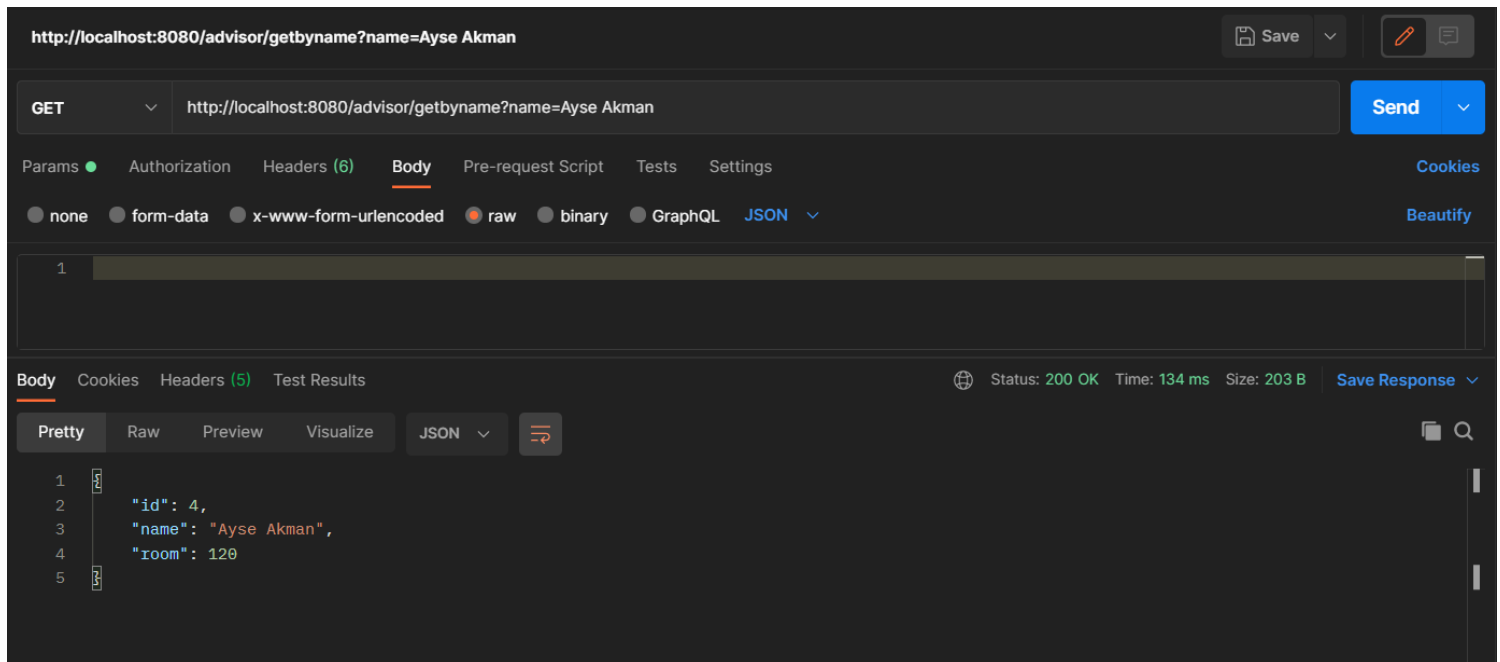 http://localhost:8080/advisor/getbyname?name=Ayse Akman Save
GET http://localhost:8080/advisor/getbyname?name=Ayse Akman Send
Params Authorization Headers (6) Body Pre-request Script Tests Settings Cookies
none form-data x-www-form-urlencoded raw binary GraphQL JSON Beautify
1
Body Cookies Headers (5) Test Results Status: 200 OK Time: 134 ms Size: 203 B Save Response
Pretty Raw Preview Visualize JSON
1 {
2 "id": 4,
3 "name": "Ayse Akman",
4 "room": 120
5 }